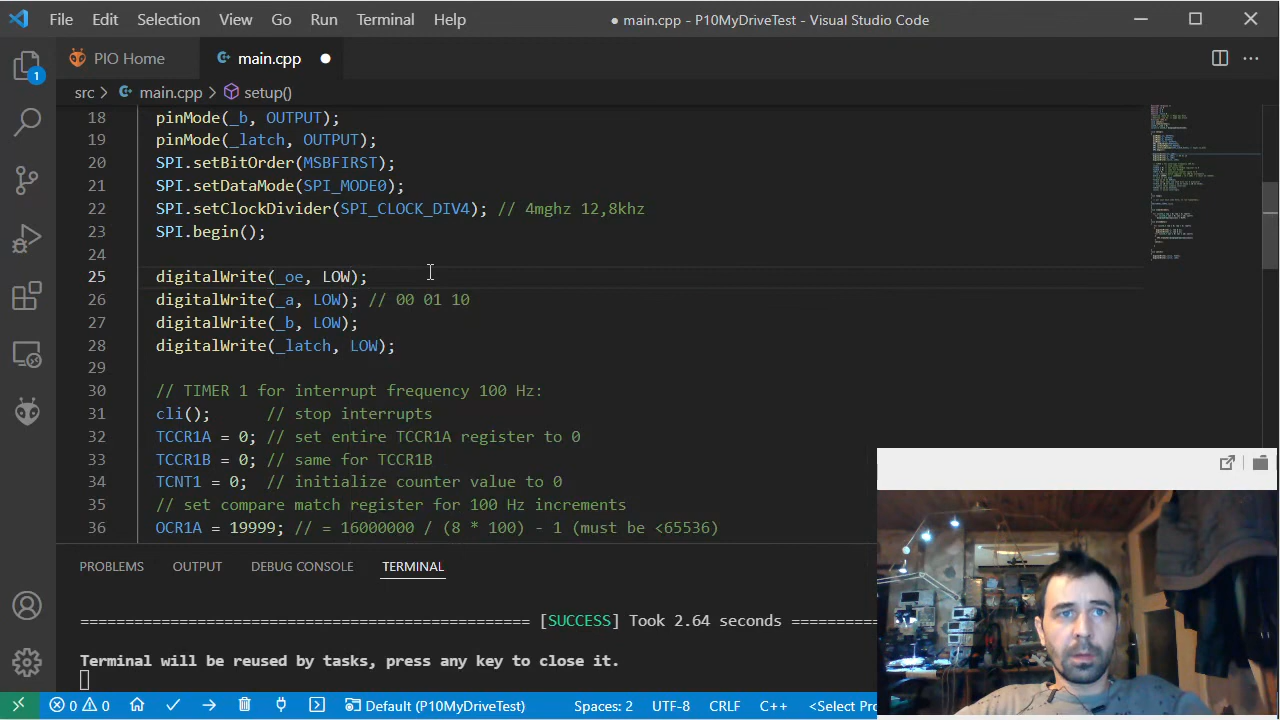 File Edit Selection View Go Run Terminal Help ● main.cpp - P10MyDriveTest - Visual Studio Code
1
PIO Home main.cpp ●
src > main.cpp > setup()
18 pinMode(_b, OUTPUT);
19 pinMode(_latch, OUTPUT);
20 SPI.setBitOrder(MSBFIRST);
21 SPI.setDataMode(SPI_MODE0);
22 SPI.setClockDivider(SPI_CLOCK_DIV4); // 4mghz 12,8khz
23 SPI.begin();
24
25 digitalWrite(_oe, LOW);
26 digitalWrite(_a, LOW); // 00 01 10
27 digitalWrite(_b, LOW);
28 digitalWrite(_latch, LOW);
29
30 // TIMER 1 for interrupt frequency 100 Hz:
31 cli(); // stop interrupts
32 TCCR1A = 0; // set entire TCCR1A register to 0
33 TCCR1B = 0; // same for TCCR1B
34 TCNT1 = 0; // initialize counter value to 0
35 // set compare match register for 100 Hz increments
36 OCR1A = 19999; // = 16000000 / (8 * 100) - 1 (must be <65536)
PROBLEMS OUTPUT DEBUG CONSOLE TERMINAL
================================================= [SUCCESS] Took 2.64 seconds ==========
Terminal will be reused by tasks, press any key to close it.
0 0 Default (P10MyDriveTest) Spaces: 2 UTF-8 CRLF C++ <Select Pro